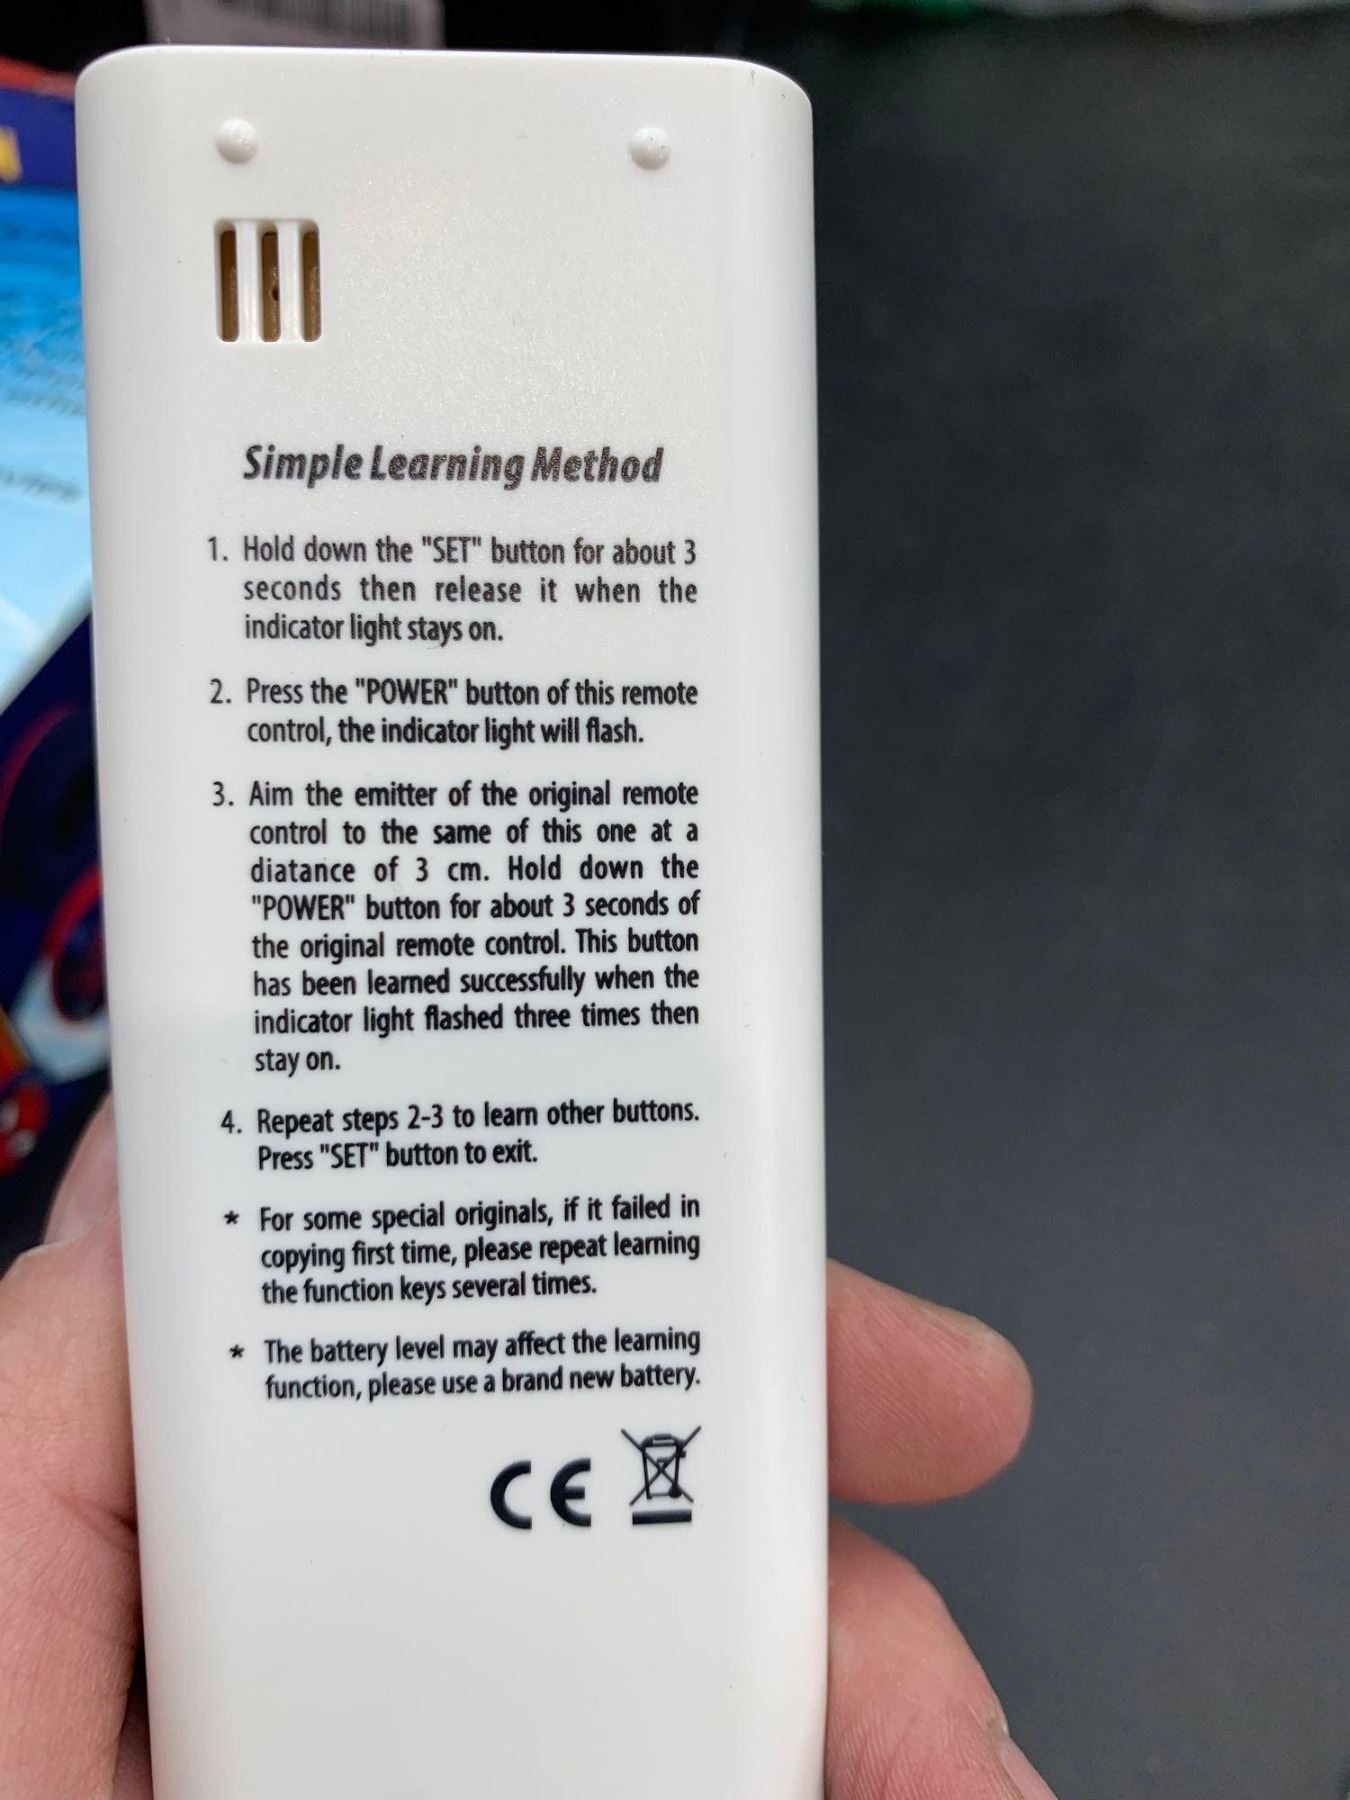 Simple Learning Method
1. Hold down the "SET" button for about 3
seconds then release it when the
indicator light stays on.
2. Press the "POWER" button of this remote
control, the indicator light will flash.
3. Aim the emitter of the original remote
control to the same of this one at a
diatance of 3 cm. Hold down the
"POWER" button for about 3 seconds of
the original remote control. This button
has been learned successfully when the
indicator light flashed three times then
stay on.
4. Repeat steps 2-3 to learn other buttons.
Press "SET" button to exit.
* For some special originals, if it failed in
copying first time, please repeat learning
the function keys several times.
* The battery level may affect the learning
function, please use a brand new battery.
CE